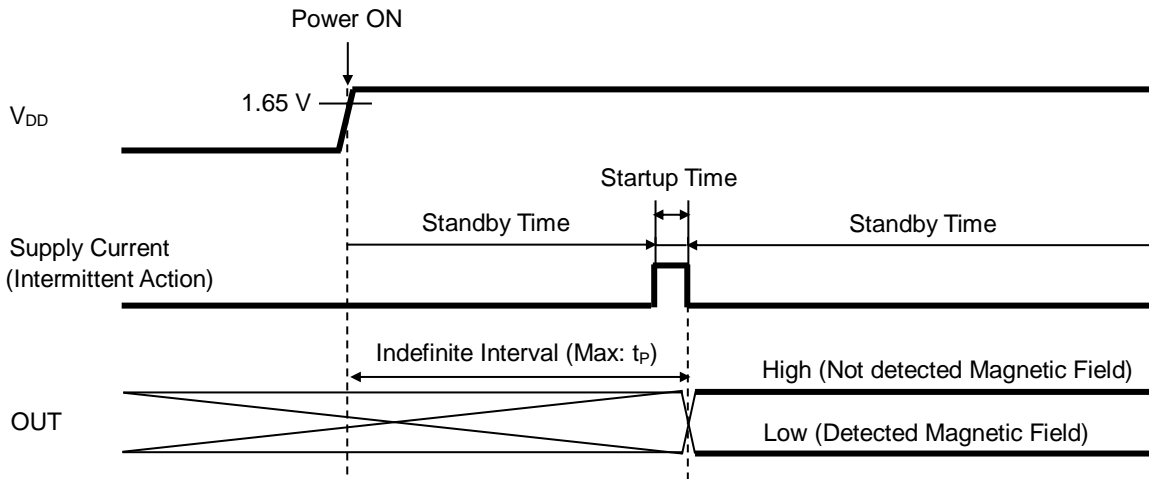 Power ON
1.65 V
VDD
Startup Time
Standby Time
Standby Time
Supply Current
(Intermittent Action)
Indefinite Interval (Max: tP)
High (Not detected Magnetic Field)
OUT
Low (Detected Magnetic Field)